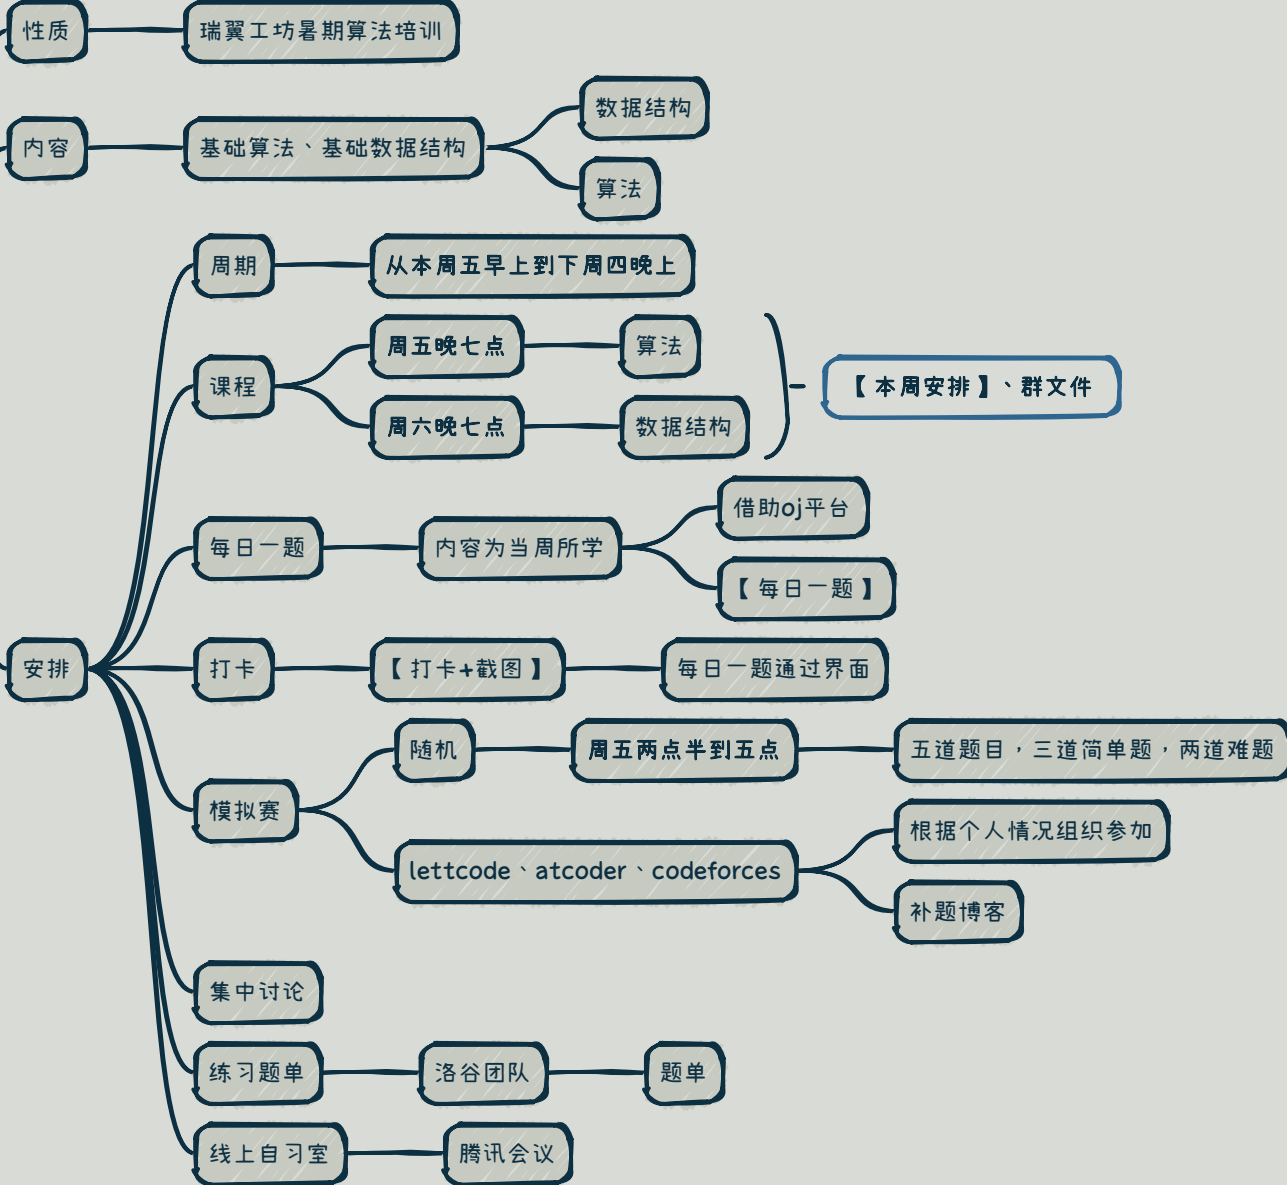 性质
瑞翼工坊暑期算法培训
内容
基础算法、基础数据结构
数据结构
算法
安排
周期
从本周五早上到下周四晚上
课程
周五晚七点
算法
周六晚七点
数据结构
【本周安排】、群文件
每日一题
内容为当周所学
借助oj平台
【每日一题】
打卡
【打卡+截图】
每日一题通过界面
模拟赛
随机
周五两点半到五点
五道题目，三道简单题，两道难题
lettcode、atcoder、codeforces
根据个人情况组织参加
补题博客
集中讨论
练习题单
洛谷团队
题单
线上自习室
腾讯会议